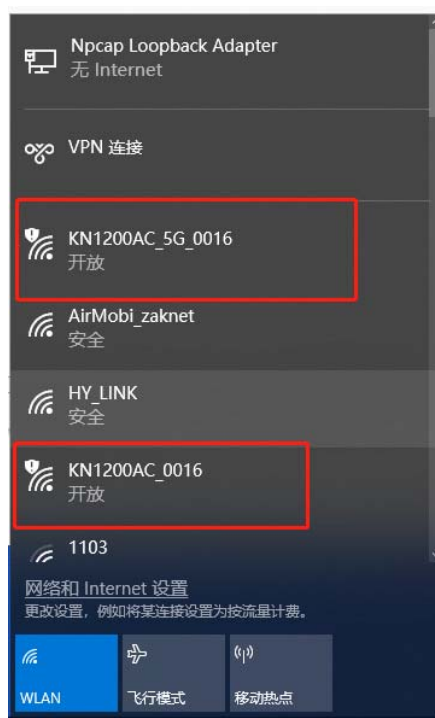 Npcap Loopback Adapter
无 Internet
VPN 连接
KN1200AC_5G_0016
开放
AirMobi_zaknet
安全
HY_LINK
安全
KN1200AC_0016
开放
1103
网络和 Internet 设置
更改设置，例如将某连接设置为按流量计费。
WLAN
飞行模式
移动热点